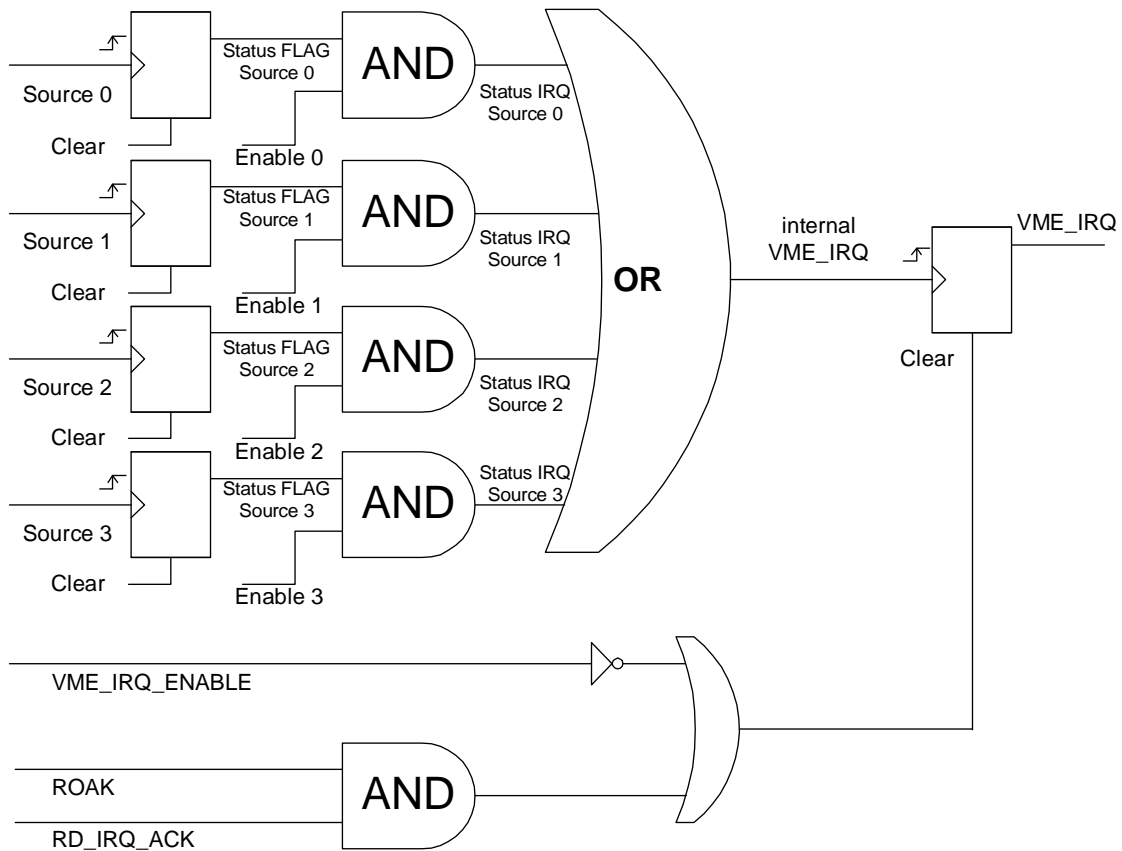 Source 0
Clear
Status FLAG
Source 0
Enable 0
AND
Status IRQ
Source 0
Source 1
Clear
Status FLAG
Source 1
Enable 1
AND
Status IRQ
Source 1
Source 2
Clear
Status FLAG
Source 2
Enable 2
AND
Status IRQ
Source 2
Source 3
Clear
Status FLAG
Source 3
Enable 3
AND
Status IRQ
Source 3
OR
internal
VME_IRQ
VME_IRQ
Clear
VME_IRQ_ENABLE
ROAK
RD_IRQ_ACK
AND